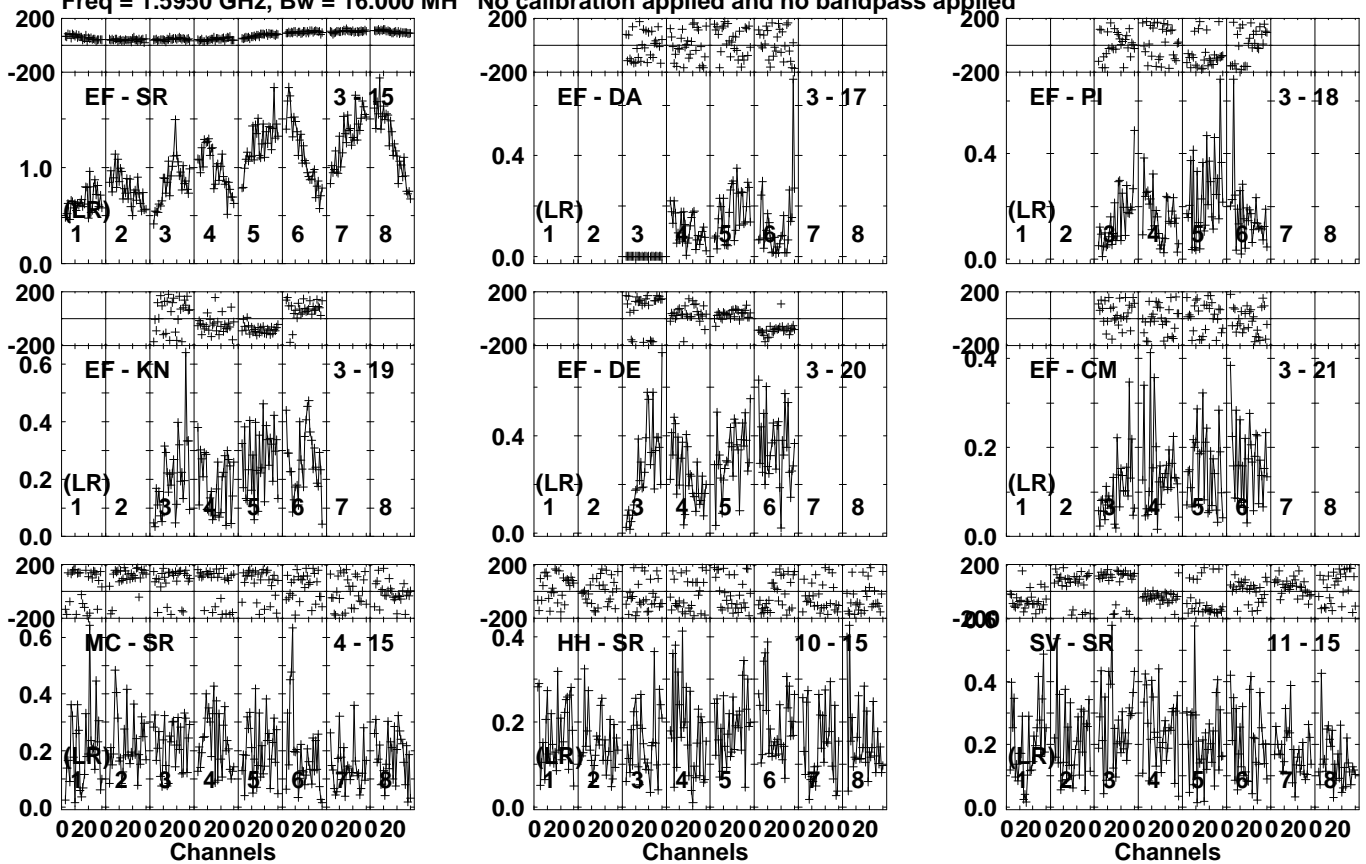 Freq = 1.5950 GHz, Bw = 16.000 MH No calibration applied and no bandpass applied
200
-200
EF - SR 3 - 15
1.0
(LR)
1 2 3 4 5 6 7 8
0.0
200
-200
EF - DA 3 - 17
0.4
(LR)
1 2 3 4 5 6 7 8
0.0
200
-200
EF - PI 3 - 18
0.4
(LR)
1 2 3 4 5 6 7 8
0.0
200
-200
0.6
EF - KN 3 - 19
0.4
0.2
(LR)
1 2 3 4 5 6 7 8
0.0
200
-200
EF - DE 3 - 20
0.4
(LR)
1 2 3 4 5 6 7 8
0.0
200
-200
0.4
EF - CM 3 - 21
0.2
(LR)
1 2 3 4 5 6 7 8
0.0
200
-200
0.6
MC - SR 4 - 15
0.4
0.2
(LR)
1 2 3 4 5 6 7 8
0.0
0 20 0 20 0 20 0 20 0 20 0 20 0 20 0 20
Channels
200
-200
0.4
HH - SR 10 - 15
0.2
(LR)
1 2 3 4 5 6 7 8
0.0
0 20 0 20 0 20 0 20 0 20 0 20 0 20 0 20
Channels
200
-200
0.6
SV - SR 11 - 15
0.4
0.2
(LR)
1 2 3 4 5 6 7 8
0.0
0 20 0 20 0 20 0 20 0 20 0 20 0 20 0 20
Channels